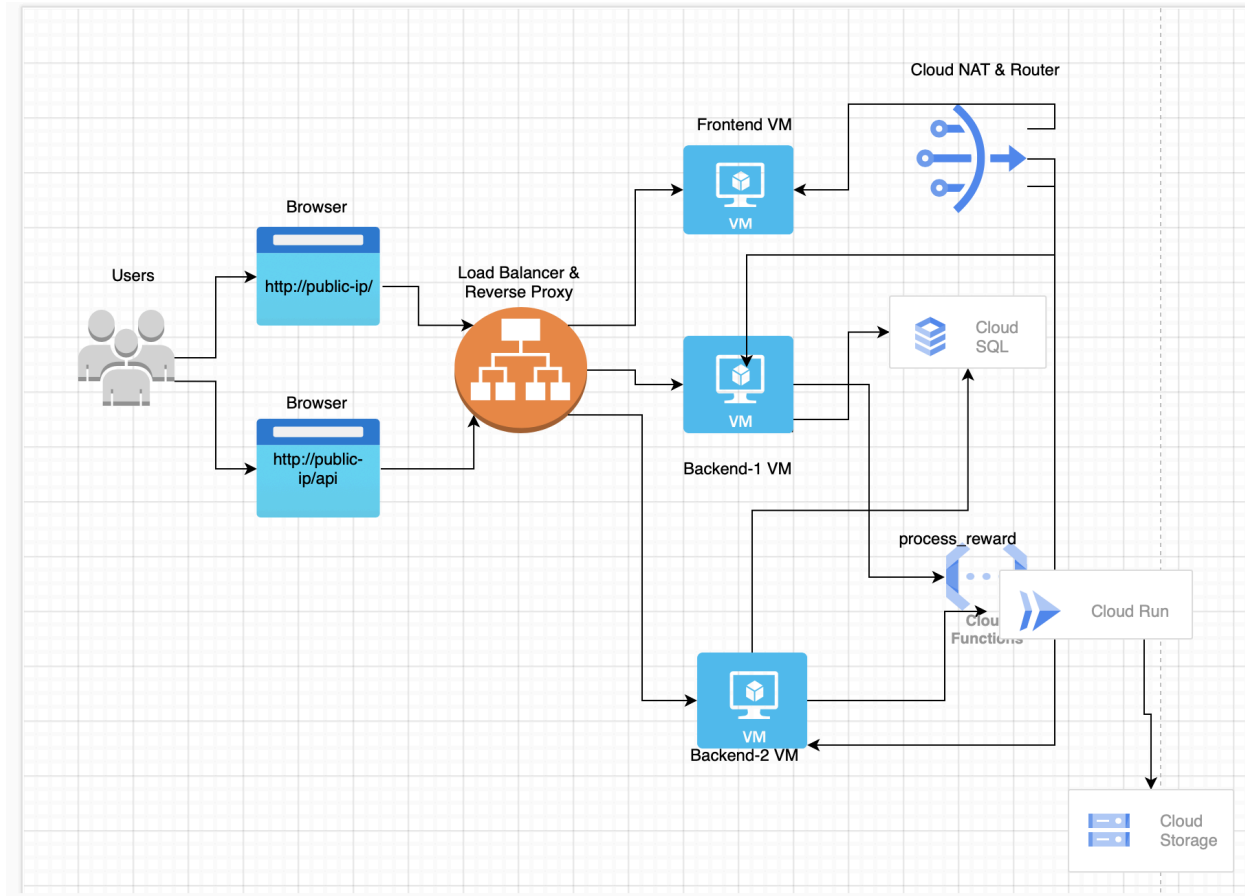 Cloud NAT & Router
Frontend VM
VM
Browser
http://public-ip/
Users
Load Balancer &
Reverse Proxy
Cloud
SQL
VM
Browser
http://public-
ip/api
Backend-1 VM
process_reward
Cloud Run
Clou
Functions
VM
Backend-2 VM
Cloud
Storage